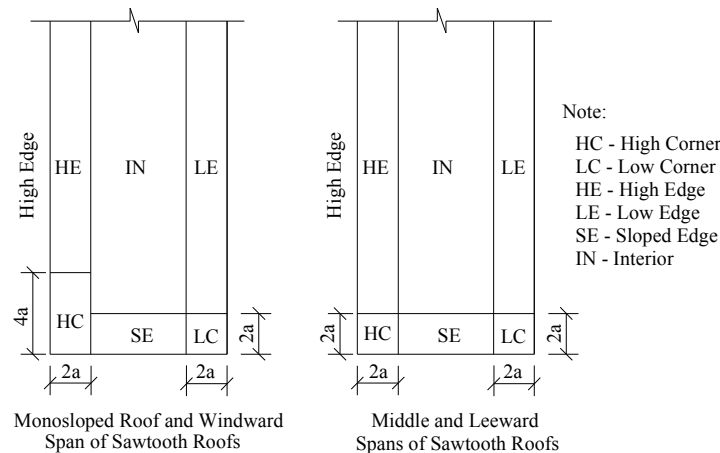 High Edge
HE
IN
LE
4a
HC
SE
LC
2a
2a
2a
Monosloped Roof and Windward
Span of Sawtooth Roofs
High Edge
HE
IN
LE
2a
HC
SE
LC
2a
2a
2a
Middle and Leeward
Spans of Sawtooth Roofs
Note:
HC - High Corner
LC - Low Corner
HE - High Edge
LE - Low Edge
SE - Sloped Edge
IN - Interior